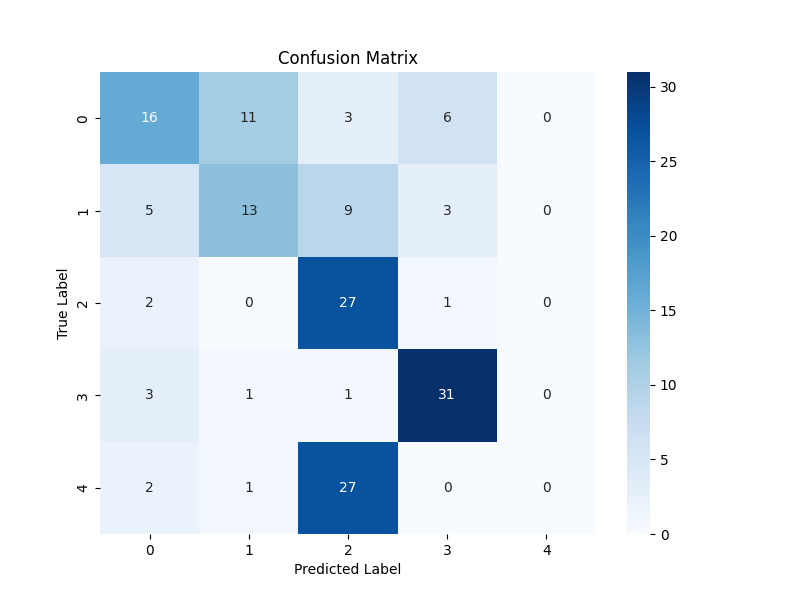 Confusion Matrix
0 16 11 3 6 0
1 5 13 9 3 0
2 2 0 27 1 0
3 3 1 1 31 0
4 2 1 27 0 0
0 1 2 3 4
Predicted Label
True Label
30
25
20
15
10
5
0